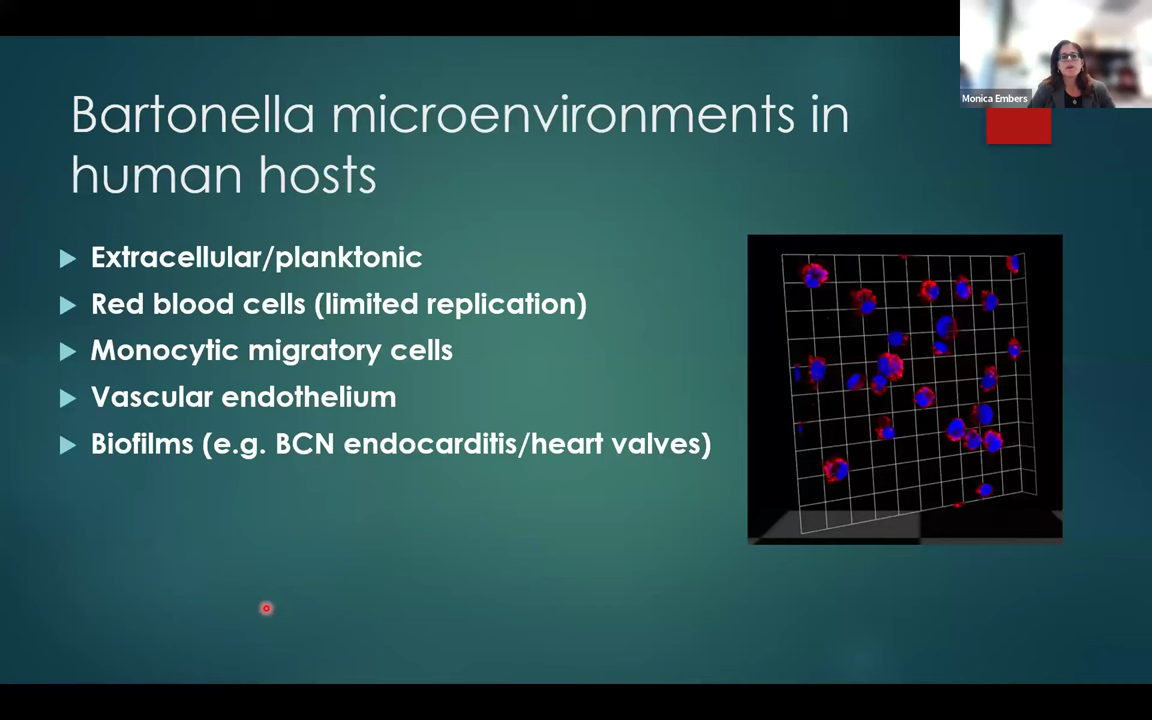 Monica Embers
Bartonella microenvironments in
human hosts
Extracellular/planktonic
Red blood cells (limited replication)
Monocytic migratory cells
Vascular endothelium
Biofilms (e.g. BCN endocarditis/heart valves)